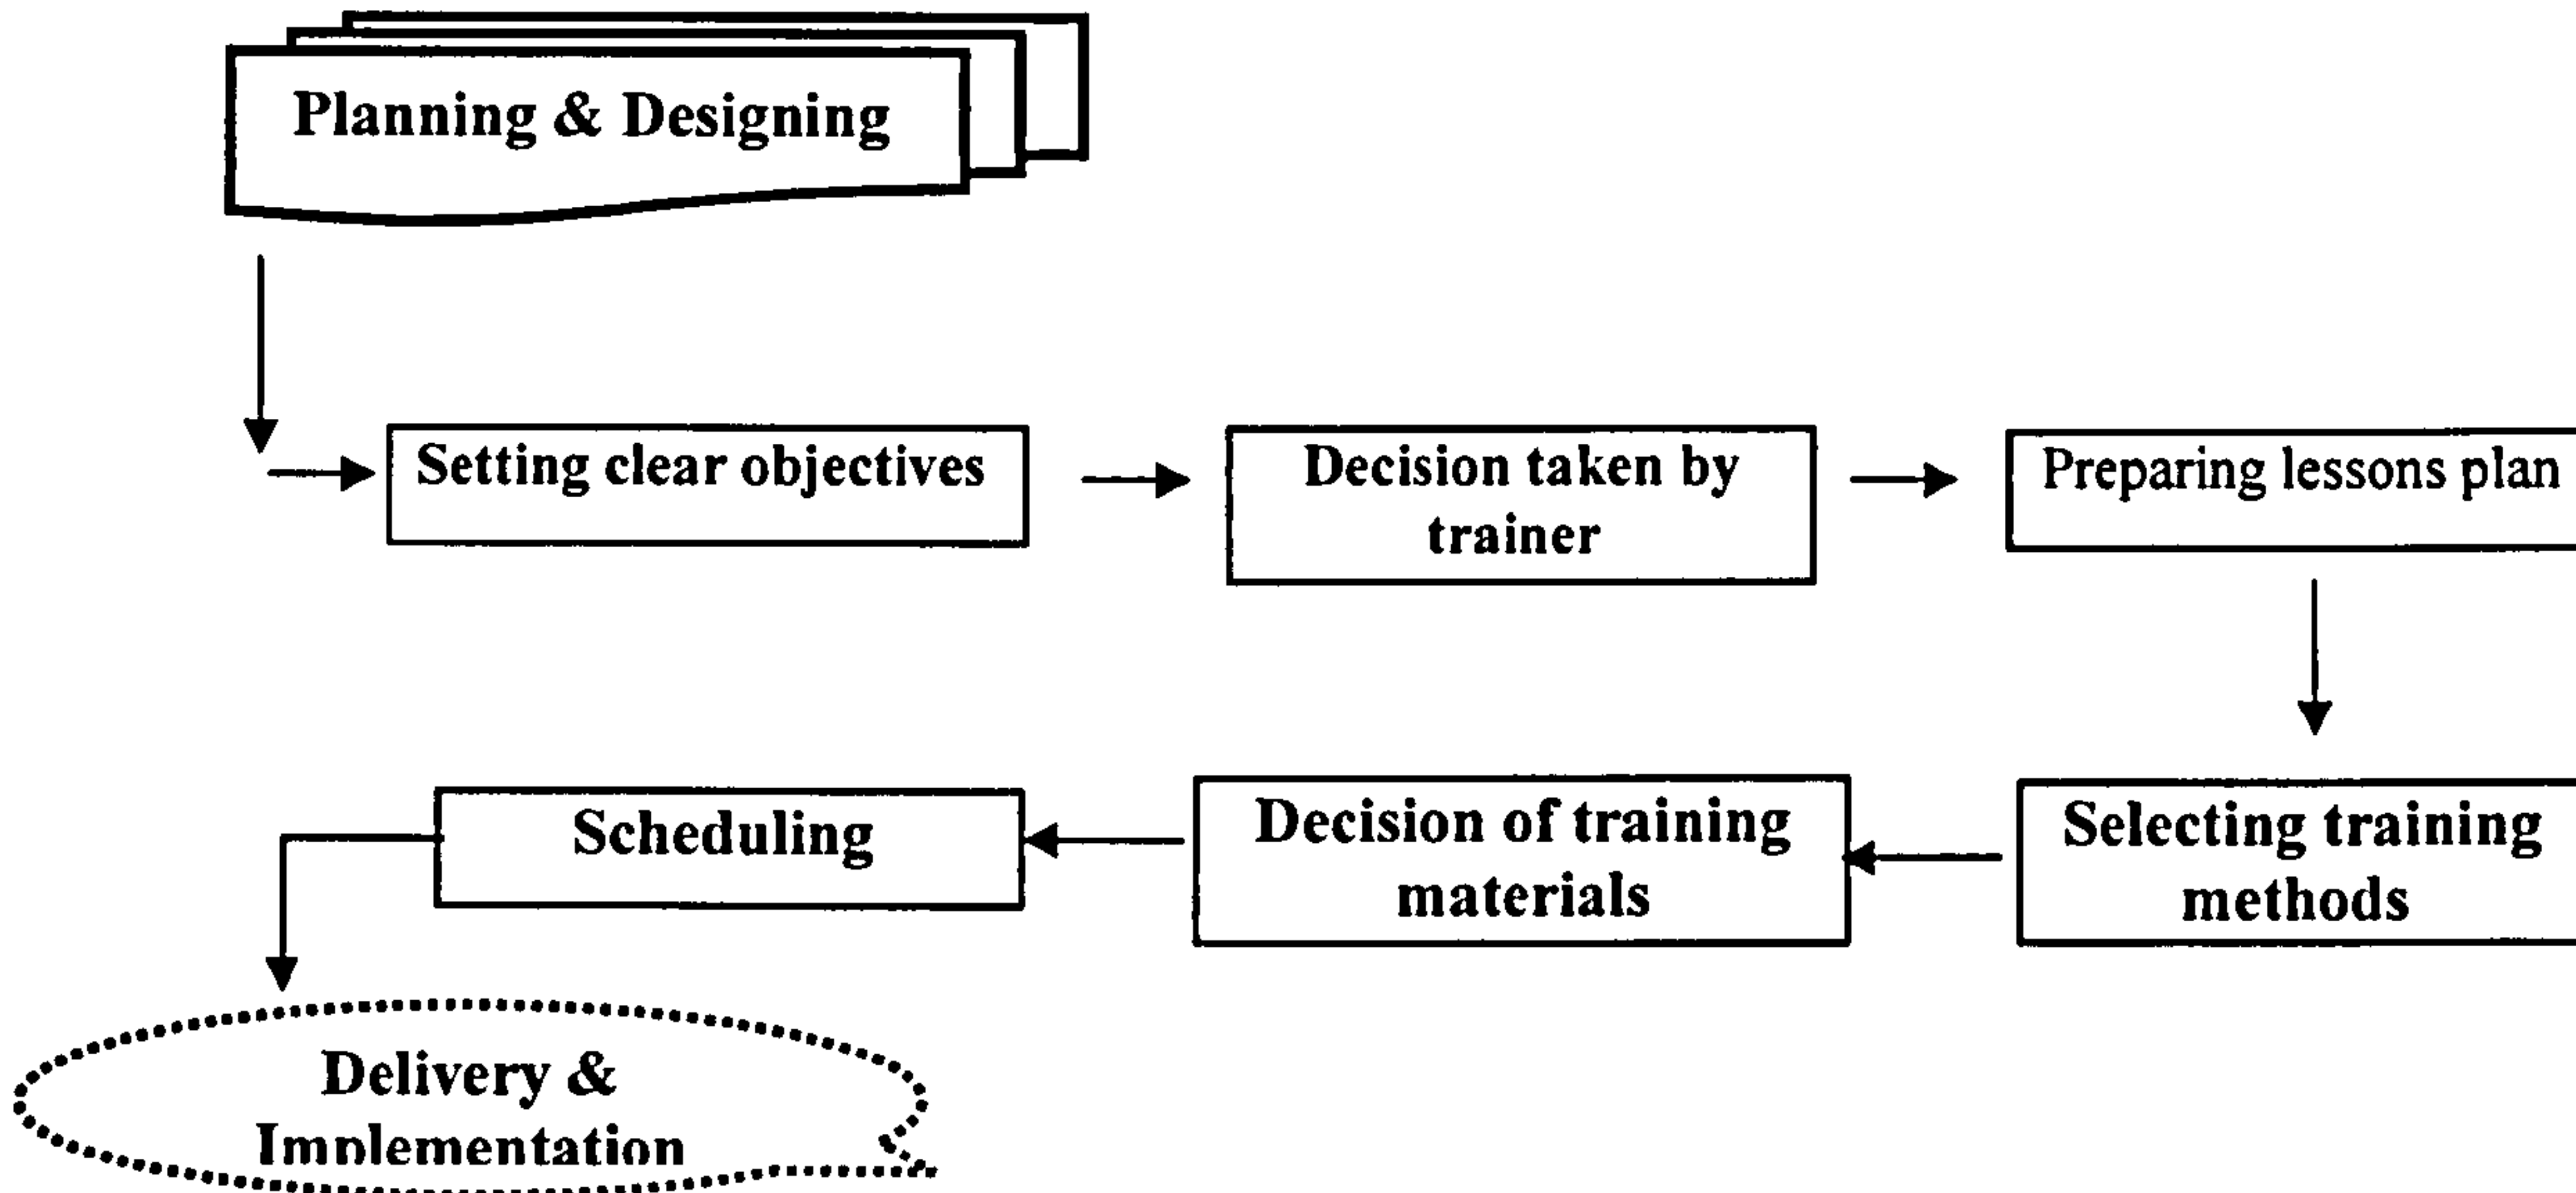 Planning & Designing
Setting clear objectives
Decision taken by
trainer
Preparing lessons plan
Selecting training
methods
Decision of training
materials
Scheduling
Delivery &
Implementation